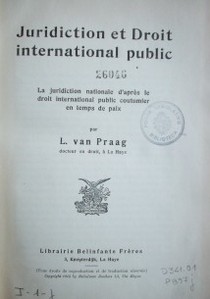 Juridiction et Droit
international public
26046
La juridiction nationale d'après le
droit international public coutumier
en temps de paix
par
L. van Praag
docteur en droit, à La Haye
Librairie Belinfante Frères
La Haye